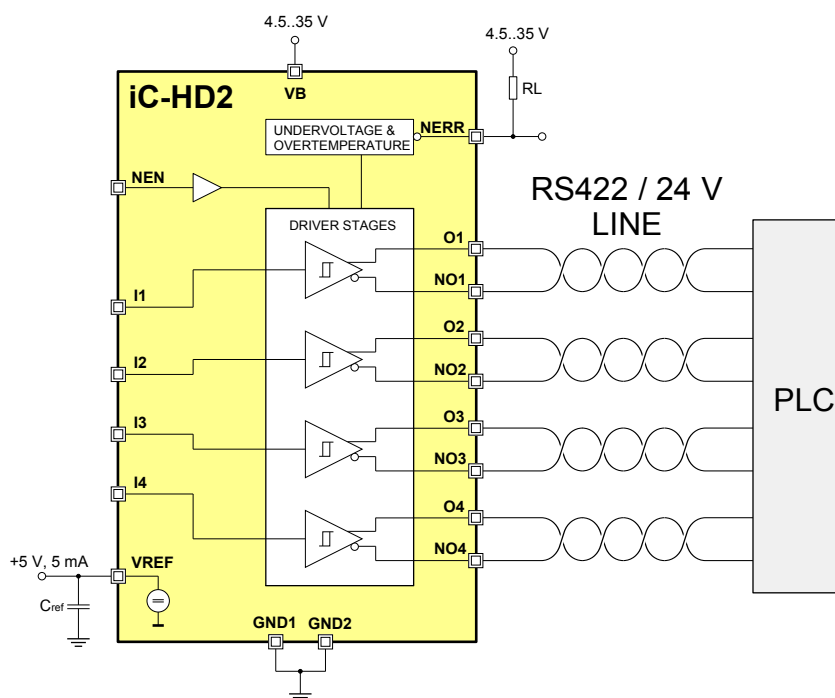 4.5..35 V
4.5..35 V
iC-HD2
VB
RL
UNDERVOLTAGE &
OVERTEMPERATURE
NERR
NEN
RS422 / 24 V
LINE
DRIVER STAGES
O1
NO1
I1
O2
I2
NO2
PLC
O3
I3
NO3
I4
O4
+5 V, 5 mA
VREF
NO4
Cref
GND1
GND2